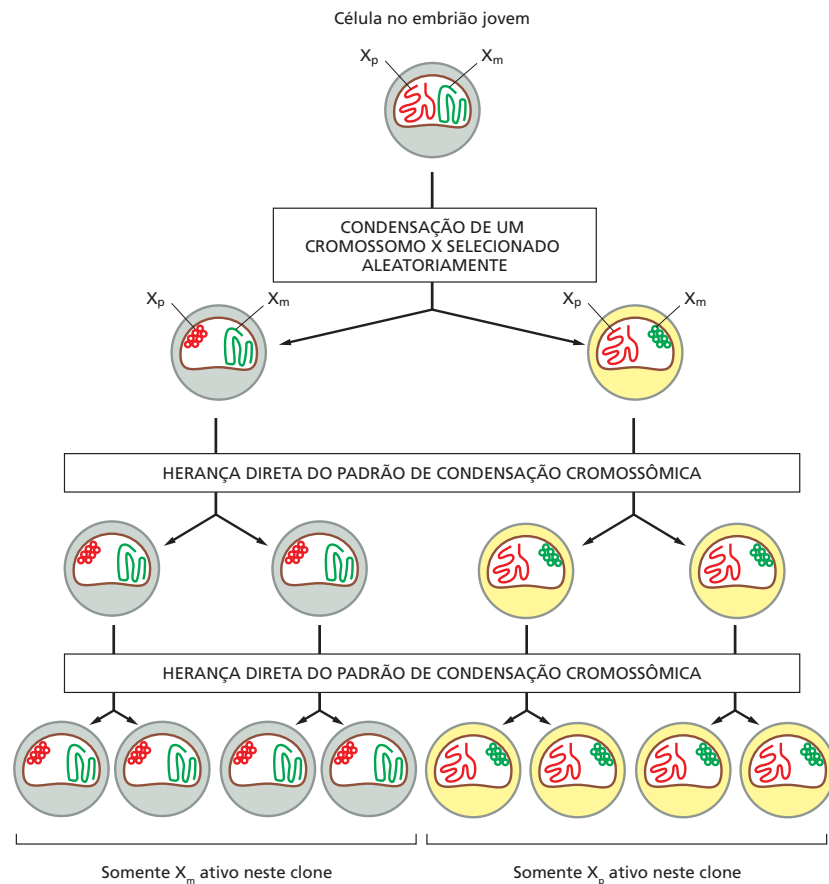 Célula no embrião jovem
Xp Xm
CONDENSAÇÃO DE UM
CROMOSSOMO X SELECIONADO
ALEATORIAMENTE
Xp Xm
Xp Xm
HERANÇA DIRETA DO PADRÃO DE CONDENSAÇÃO CROMOSSÔMICA
HERANÇA DIRETA DO PADRÃO DE CONDENSAÇÃO CROMOSSÔMICA
Somente Xm ativo neste clone
Somente Xp ativo neste clone